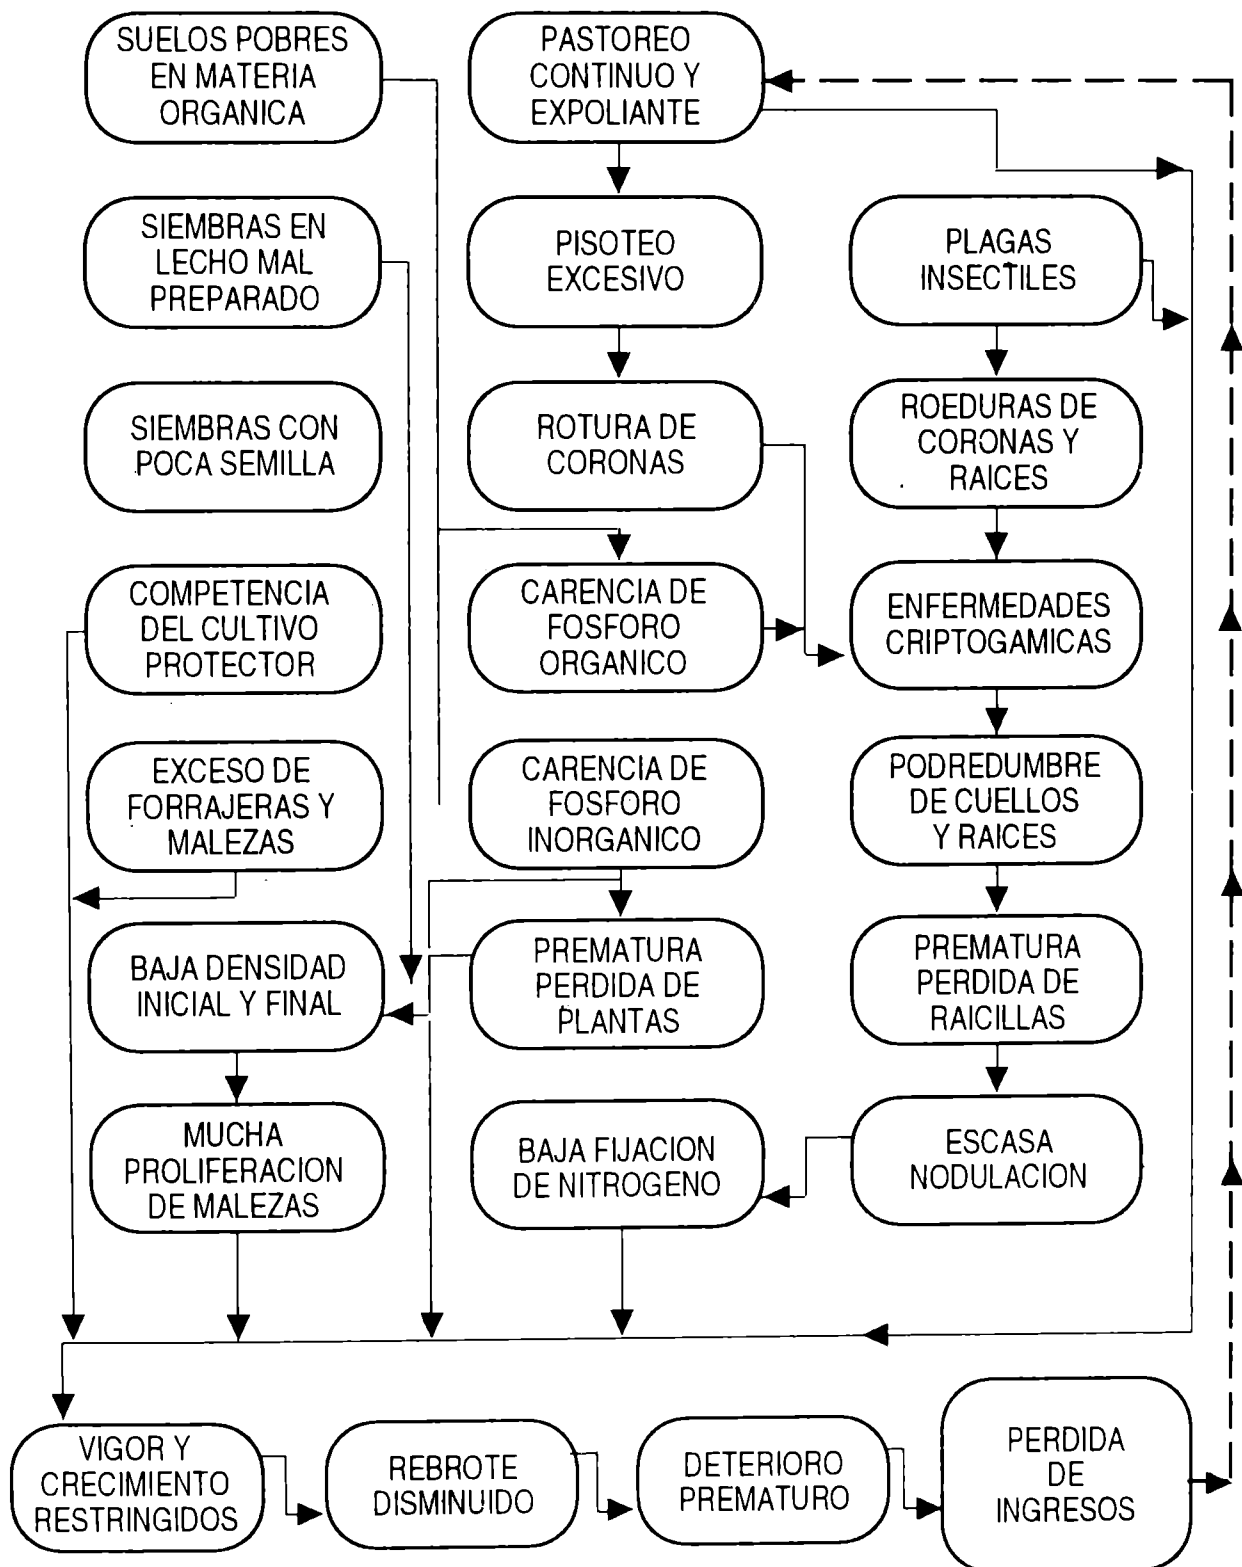 SUELOS POBRES
EN MATERIA
ORGANICA
PASTOREO
CONTINUO Y
EXPOLIANTE
SIEMBRAS EN
LECHO MAL
PREPARADO
PISOTEO
EXCESIVO
PLAGAS
INSECTILES
SIEMBRAS CON
POCA SEMILLA
ROTURA DE
CORONAS
ROEDURAS DE
CORONAS Y
RAICES
COMPETENCIA
DEL CULTIVO
PROTECTOR
CARENCIA DE
FOSFORO
ORGANICO
ENFERMEDADES
CRIPTOGAMICAS
EXCESO DE
FORRAJERAS Y
MALEZAS
CARENCIA DE
FOSFORO
INORGANICO
PODREDUMBRE
DE CUELLOS
Y RAICES
BAJA DENSIDAD
INICIAL Y FINAL
PREMATURA
PERDIDA DE
PLANTAS
PREMATURA
PERDIDA DE
RAICILLAS
MUCHA
PROLIFERACION
DE MALEZAS
BAJA FIJACION
DE NITROGENO
ESCASA
NODULACION
VIGOR Y
CRECIMIENTO
RESTRINGIDOS
REBROTE
DISMINUIDO
DETERIORO
PREMATURO
PERDIDA
DE
INGRESOS